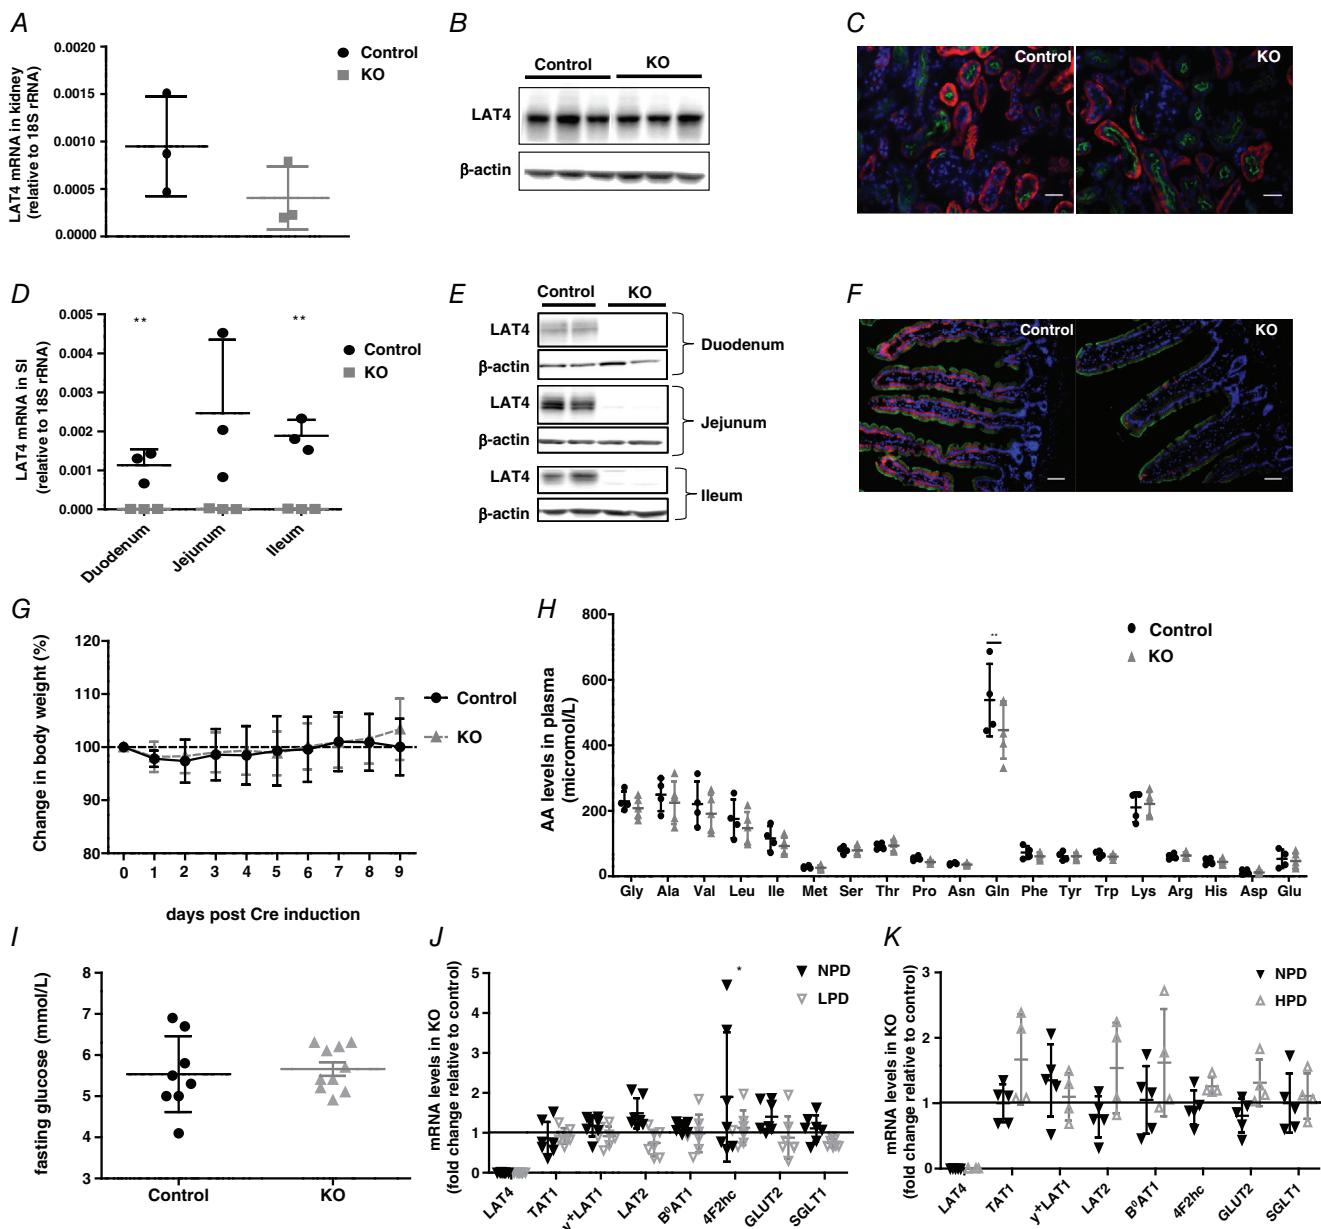 A
LAT4 mRNA in kidney
(relative to 18S rRNA)
0.0020
0.0015
0.0010
0.0005
0.0000
Control
KO
B
Control KO
LAT4
β-actin
C
Control KO
D
LAT4 mRNA in SI
(relative to 18S rRNA)
0.005
0.004
0.003
0.002
0.001
0.000
** **
Control
KO
Duodenum Jejunum Ileum
E
Control KO
LAT4
β-actin
Duodenum
LAT4
β-actin
Jejunum
LAT4
β-actin
Ileum
F
Control KO
G
Change in body weight (%)
120
110
100
90
80
0 1 2 3 4 5 6 7 8 9
days post Cre induction
Control
KO
H
AA levels in plasma
(micromol/L)
800
600
400
200
0
**
Control
KO
Gly Ala Val Leu Ile Met Ser Thr Pro Asn Gln Phe Tyr Trp Lys Arg His Asp Glu
I
fasting glucose (mmol/L)
8
7
6
5
4
3
Control KO
J
mRNA levels in KO
(fold change relative to control)
5
4
3
2
1
0
*
NPD
LPD
LAT4 TAT1 y⁺LAT1 LAT2 B⁰AT1 4F2hc GLUT2 SGLT1
K
mRNA levels in KO
(fold change relative to control)
3
2
1
0
NPD
HPD
LAT4 TAT1 y⁺LAT1 LAT2 B⁰AT1 4F2hc GLUT2 SGLT1